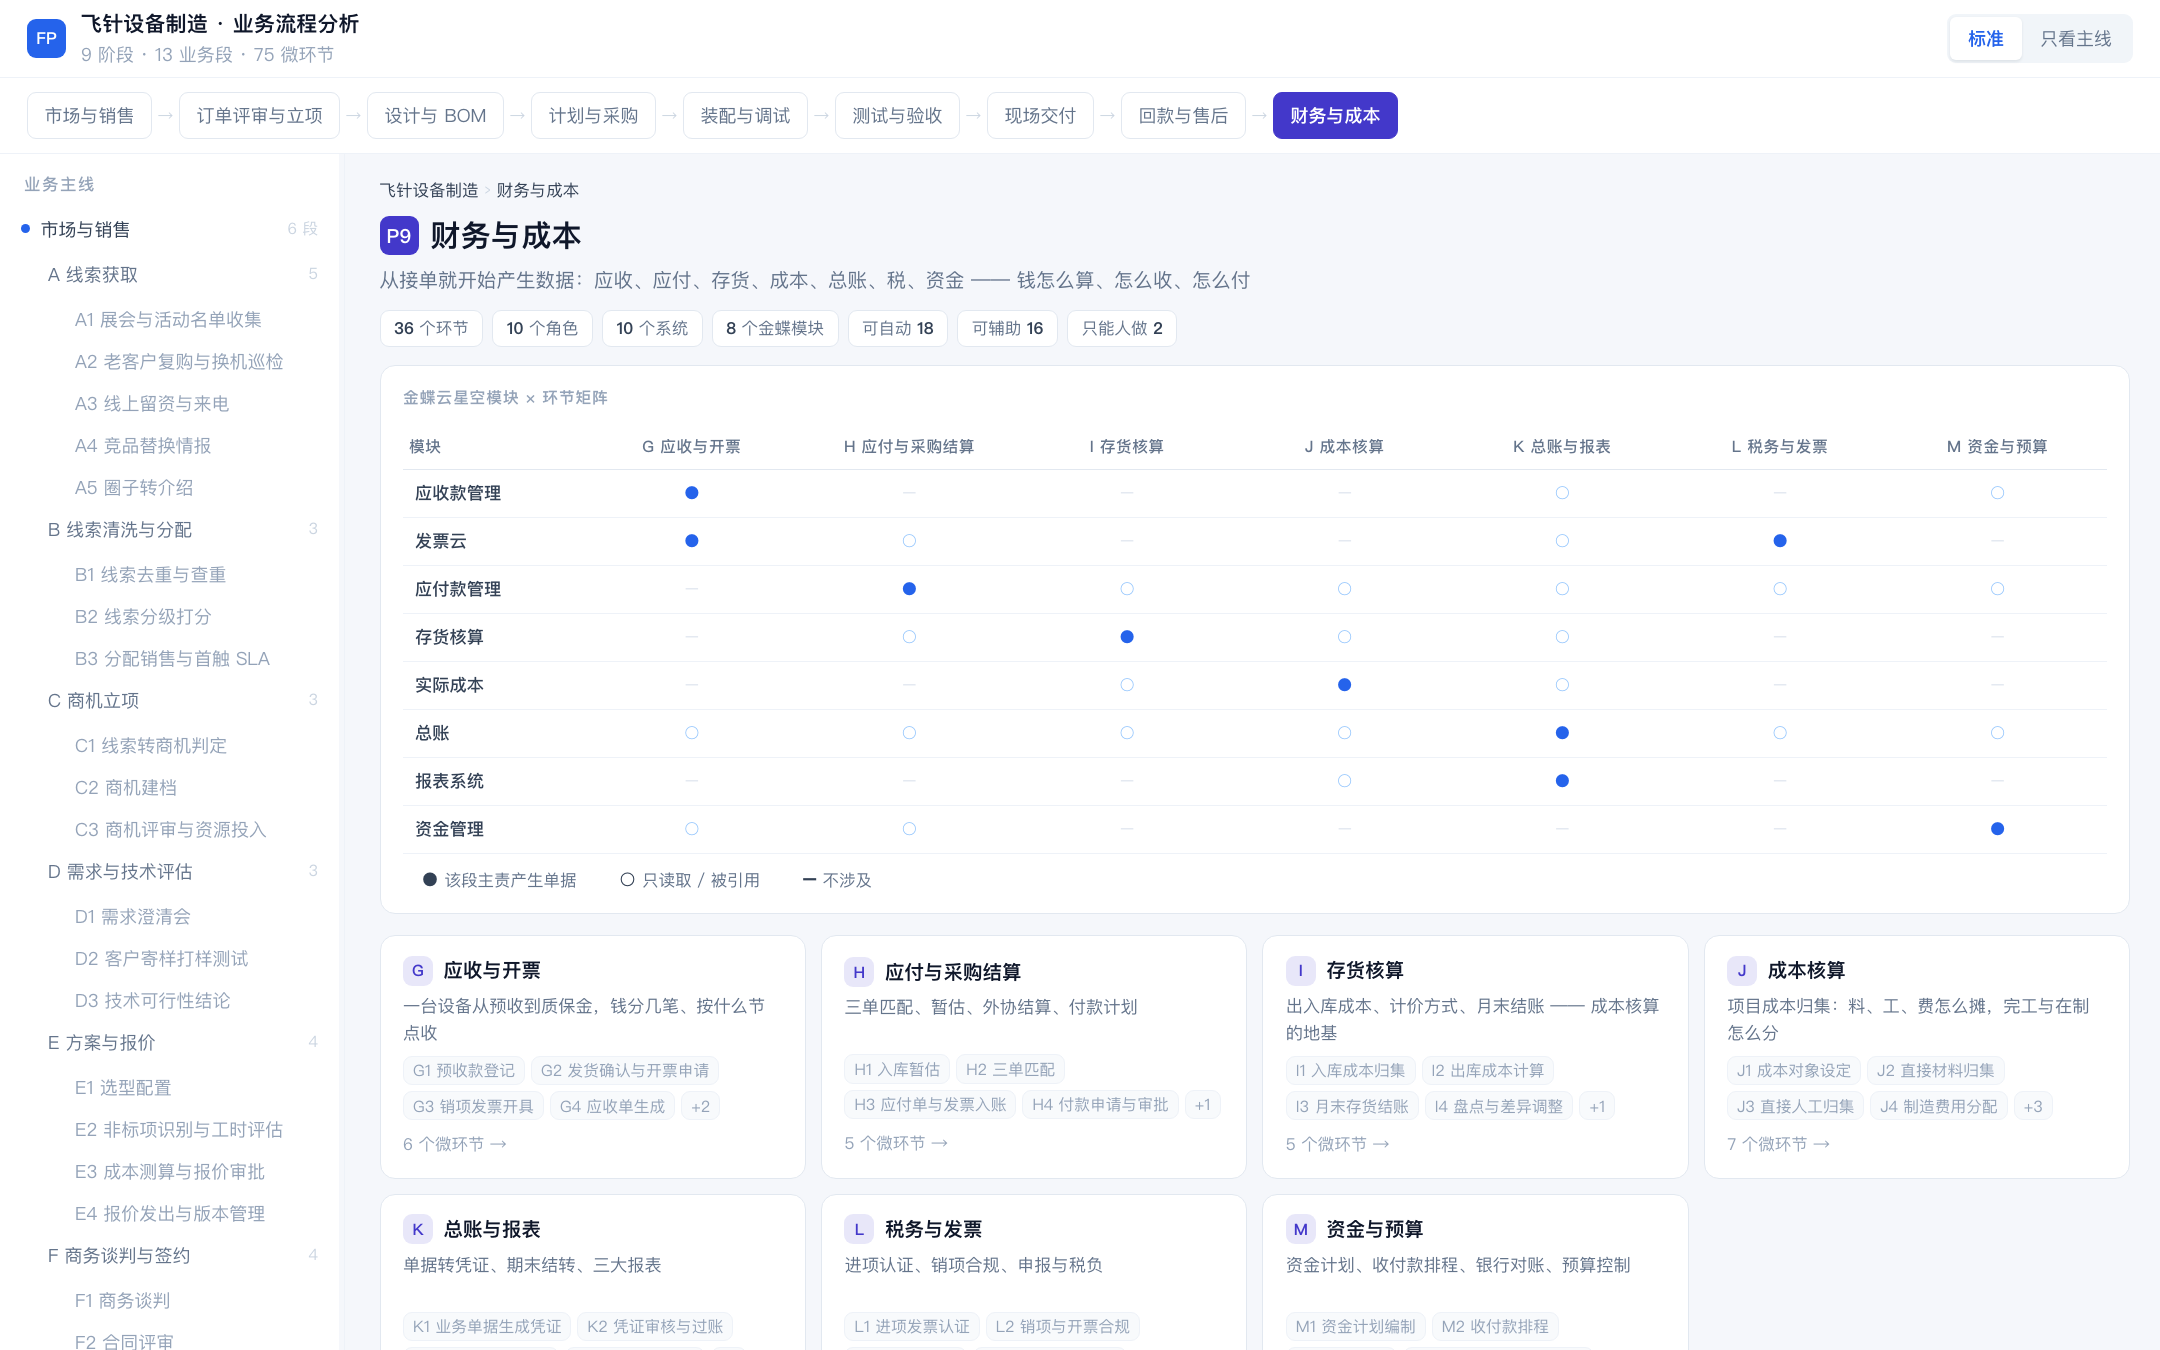 FP
飞针设备制造 · 业务流程分析
9 阶段 · 13 业务段 · 75 微环节
标准
只看主线
市场与销售 → 订单评审与立项 → 设计与 BOM → 计划与采购 → 装配与调试 → 测试与验收 → 现场交付 → 回款与售后 → 财务与成本
业务主线
市场与销售 6 段
A 线索获取 5
A1 展会与活动名单收集
A2 老客户复购与换机巡检
A3 线上留资与来电
A4 竞品替换情报
A5 圈子转介绍
B 线索清洗与分配 3
B1 线索去重与查重
B2 线索分级打分
B3 分配销售与首触 SLA
C 商机立项 3
C1 线索转商机判定
C2 商机建档
C3 商机评审与资源投入
D 需求与技术评估 3
D1 需求澄清会
D2 客户寄样打样测试
D3 技术可行性结论
E 方案与报价 4
E1 选型配置
E2 非标项识别与工时评估
E3 成本测算与报价审批
E4 报价发出与版本管理
F 商务谈判与签约 4
F1 商务谈判
F2 合同评审
飞针设备制造 › 财务与成本
P9 财务与成本
从接单就开始产生数据：应收、应付、存货、成本、总账、税、资金 —— 钱怎么算、怎么收、怎么付
36 个环节
10 个角色
10 个系统
8 个金蝶模块
可自动 18
可辅助 16
只能人做 2
金蝶云星空模块 × 环节矩阵
模块 G 应收与开票 H 应付与采购结算 I 存货核算 J 成本核算 K 总账与报表 L 税务与发票 M 资金与预算
应收款管理 ● — — — ○ — ○
发票云 ● ○ — — ○ ● —
应付款管理 — ● ○ ○ ○ ○ ○
存货核算 — ○ ● ○ ○ — —
实际成本 — — ○ ● ○ — —
总账 ○ ○ ○ ○ ● ○ ○
报表系统 — — — ○ ● — —
资金管理 ○ ○ — — — — ●
● 该段主责产生单据 ○ 只读取 / 被引用 — 不涉及
G 应收与开票
一台设备从预收到质保金，钱分几笔、按什么节
点收
G1 预收款登记 G2 发货确认与开票申请
G3 销项发票开具 G4 应收单生成 +2
6 个微环节 →
H 应付与采购结算
三单匹配、暂估、外协结算、付款计划
H1 入库暂估 H2 三单匹配
H3 应付单与发票入账 H4 付款申请与审批 +1
5 个微环节 →
I 存货核算
出入库成本、计价方式、月末结账 —— 成本核算
的地基
I1 入库成本归集 I2 出库成本计算
I3 月末存货结账 I4 盘点与差异调整 +1
5 个微环节 →
J 成本核算
项目成本归集：料、工、费怎么摊，完工与在制
怎么分
J1 成本对象设定 J2 直接材料归集
J3 直接人工归集 J4 制造费用分配 +3
7 个微环节 →
K 总账与报表
单据转凭证、期末结转、三大报表
K1 业务单据生成凭证 K2 凭证审核与过账
L 税务与发票
进项认证、销项合规、申报与税负
L1 进项发票认证 L2 销项与开票合规
M 资金与预算
资金计划、收付款排程、银行对账、预算控制
M1 资金计划编制 M2 收付款排程